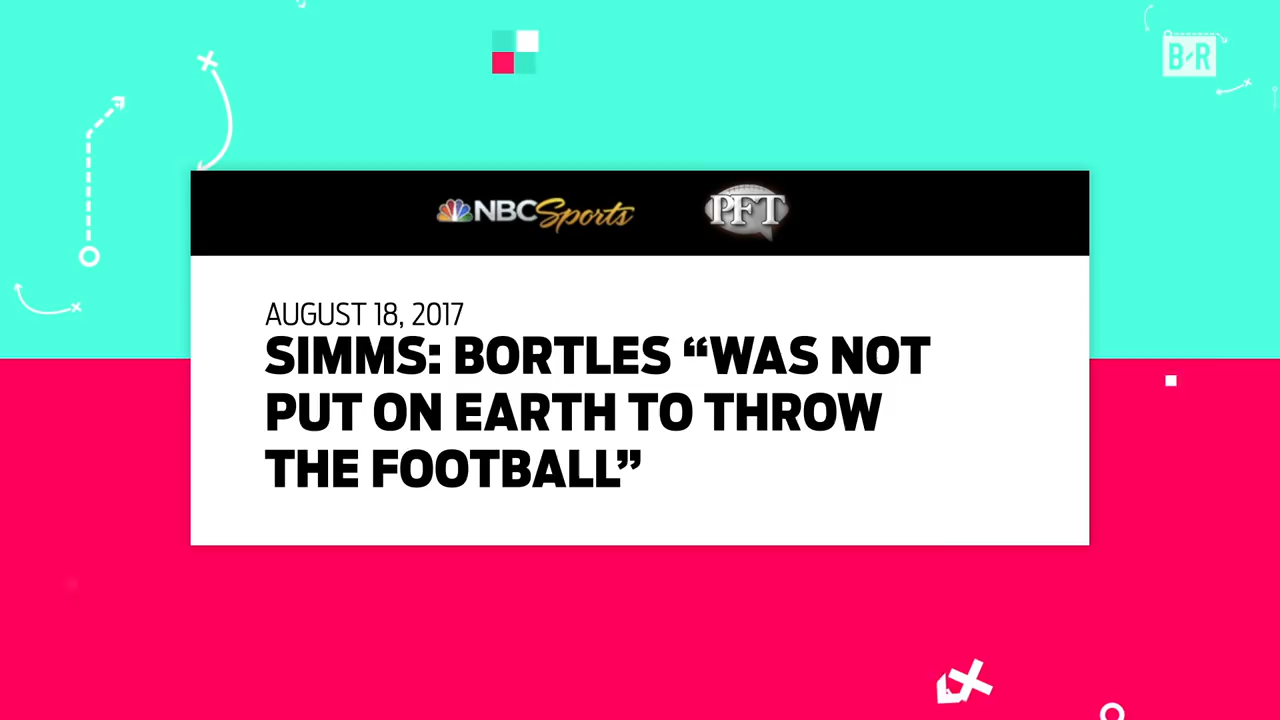 B/R
NBC Sports
PFT
AUGUST 18, 2017
SIMMS: BORTLES “WAS NOT
PUT ON EARTH TO THROW
THE FOOTBALL”